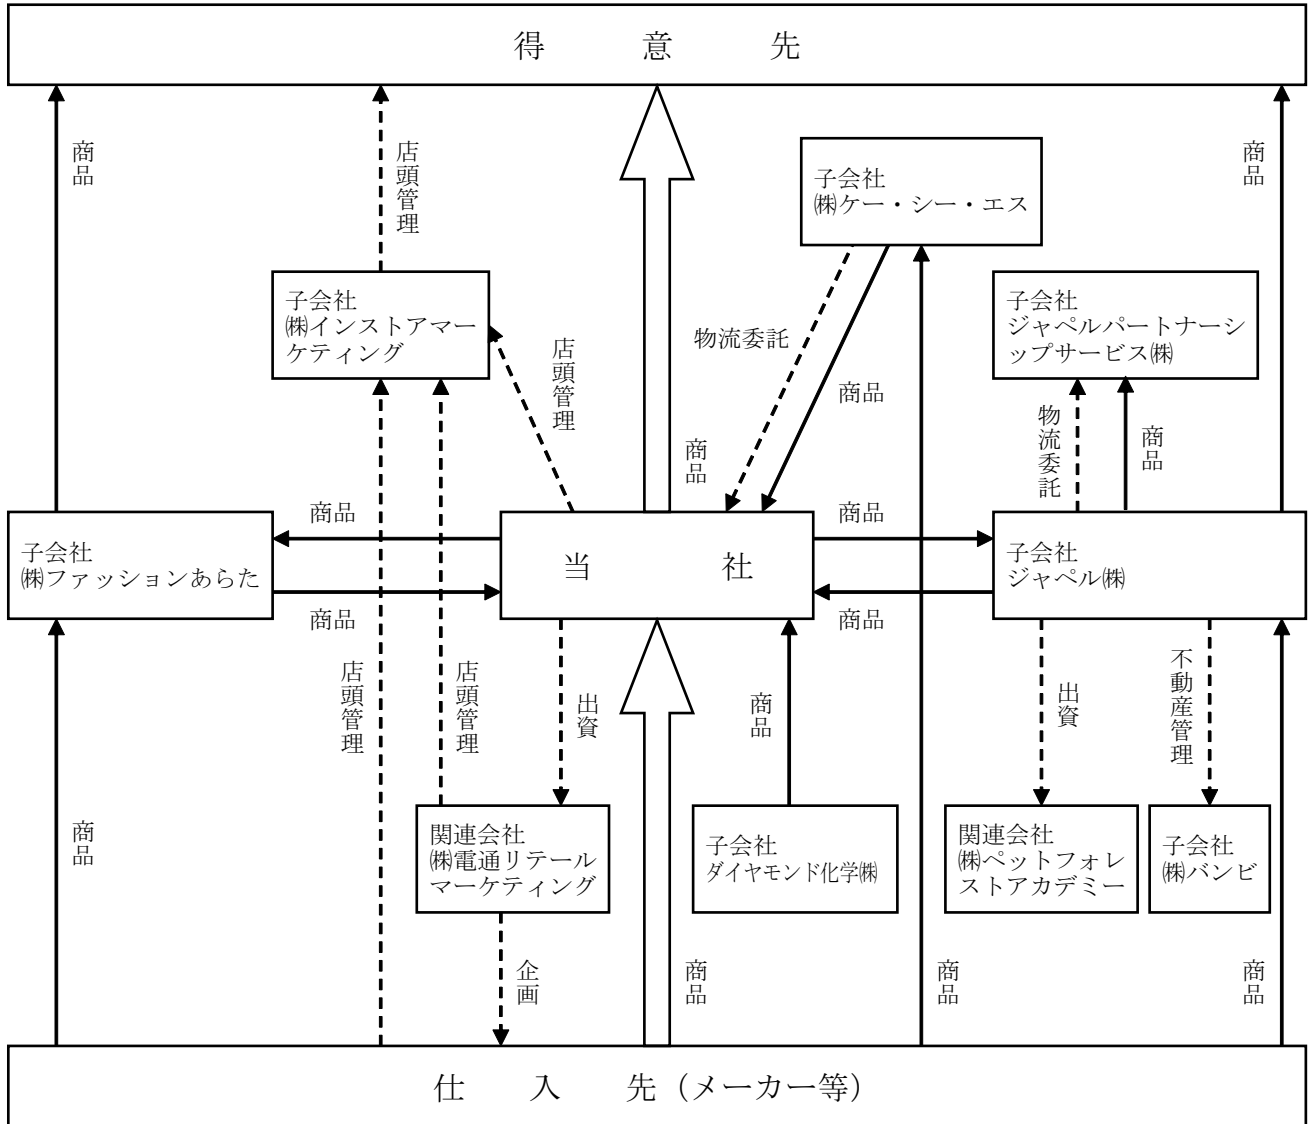 得　意　先
商品
店頭管理
商品
子会社
㈱ケー・シー・エス
子会社
㈱インストアマー
ケティング
子会社
ジャペルパートナーシ
ップサービス㈱
物流委託
店頭管理
商品
商品
物流委託
商品
商品
商品
子会社
㈱ファッションあらた
当　社
子会社
ジャペル㈱
商品
商品
店頭管理
店頭管理
出資
商品
出資
不動産管理
商品
関連会社
㈱電通リテール
マーケティング
子会社
ダイヤモンド化学㈱
関連会社
㈱ペットフォレ
ストアカデミー
子会社
㈱バンビ
企画
商品
商品
商品
仕　入　先（メーカー等）